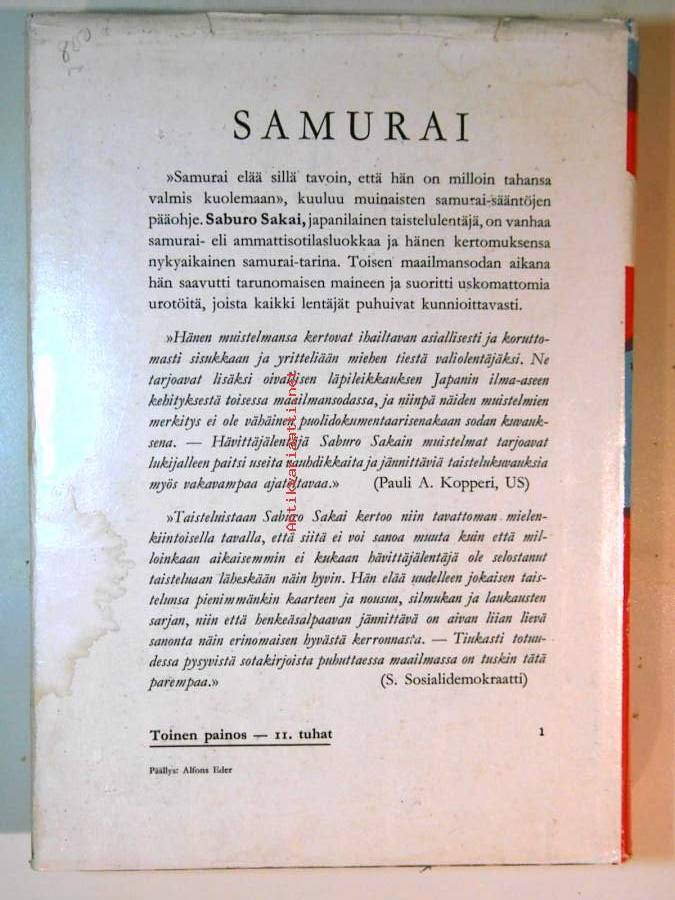 800
SAMURAI
»Samurai elää sillä tavoin, että hän on milloin tahansa
valmis kuolemaan», kuuluu muinaisten samurai-sääntöjen
pääohje. Saburo Sakai, japanilainen taistelulentäjä, on vanhaa
samurai- eli ammattisotilasluokkaa ja hänen kertomuksensa
nykyaikainen samurai-tarina. Toisen maailmansodan aikana
hän saavutti tarunomaisen maineen ja suoritti uskomattomia
urotöitä, joista kaikki lentäjät puhuivat kunnioittavasti.
»Hänen muistelmansa kertovat ihailtavan asiallisesti ja korutto-
masti sisukkaan ja yritteliään miehen tiestä valiolentäjäksi. Ne
tarjoavat lisäksi oivallisen läpileikkauksen Japanin ilma-aseen
kehityksestä toisessa maailmansodassa, ja niinpä näiden muistelmien
merkitys ei ole vähäinen puolidokumentaarisenakaan sodan kuvauk-
sena. — Hävittäjälentäjä Saburo Sakain muistelmat tarjoavat
lukijalleen paitsi useita vauhdikkaita ja jännittäviä taistelukuvauksia
myös vakavampaa ajateltavaa.» (Pauli A. Kopperi, US)
»Taisteluistaan Saburo Sakai kertoo niin tavattoman mielen-
kiintoisella tavalla, että siitä ei voi sanoa muuta kuin että mil-
loinkaan aikaisemmin ei kukaan hävittäjälentäjä ole selostanut
taisteluaan läheskään näin hyvin. Hän elää uudelleen jokaisen tais-
telunsa pienimmänkin kaarteen ja nousun, silmukan ja laukausten
sarjan, niin että henkeäsalpaavan jännittävä on aivan liian lievä
sanonta näin erinomaisen hyvästä kerronnasta. — Tiukasti totuu-
dessa pysyvistä sotakirjoista puhuttaessa maailmassa on tuskin tätä
parempaa.» (S. Sosialidemokraatti)
Toinen painos — 11. tuhat 1
Päällys: Alfons Eder
Antikvariaatti.net